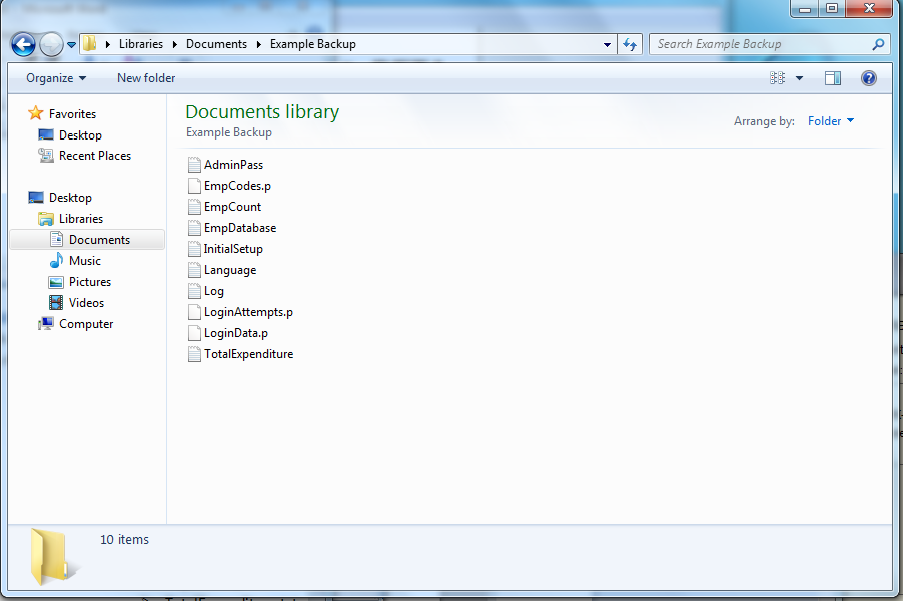 Libraries Documents Example Backup
Search Example Backup
Organize New folder
Favorites
Desktop
Recent Places
Desktop
Libraries
Documents
Music
Pictures
Videos
Computer
Documents library
Example Backup
Arrange by: Folder
AdminPass
EmpCodes.p
EmpCount
EmpDatabase
InitialSetup
Language
Log
LoginAttempts.p
LoginData.p
TotalExpenditure
10 items